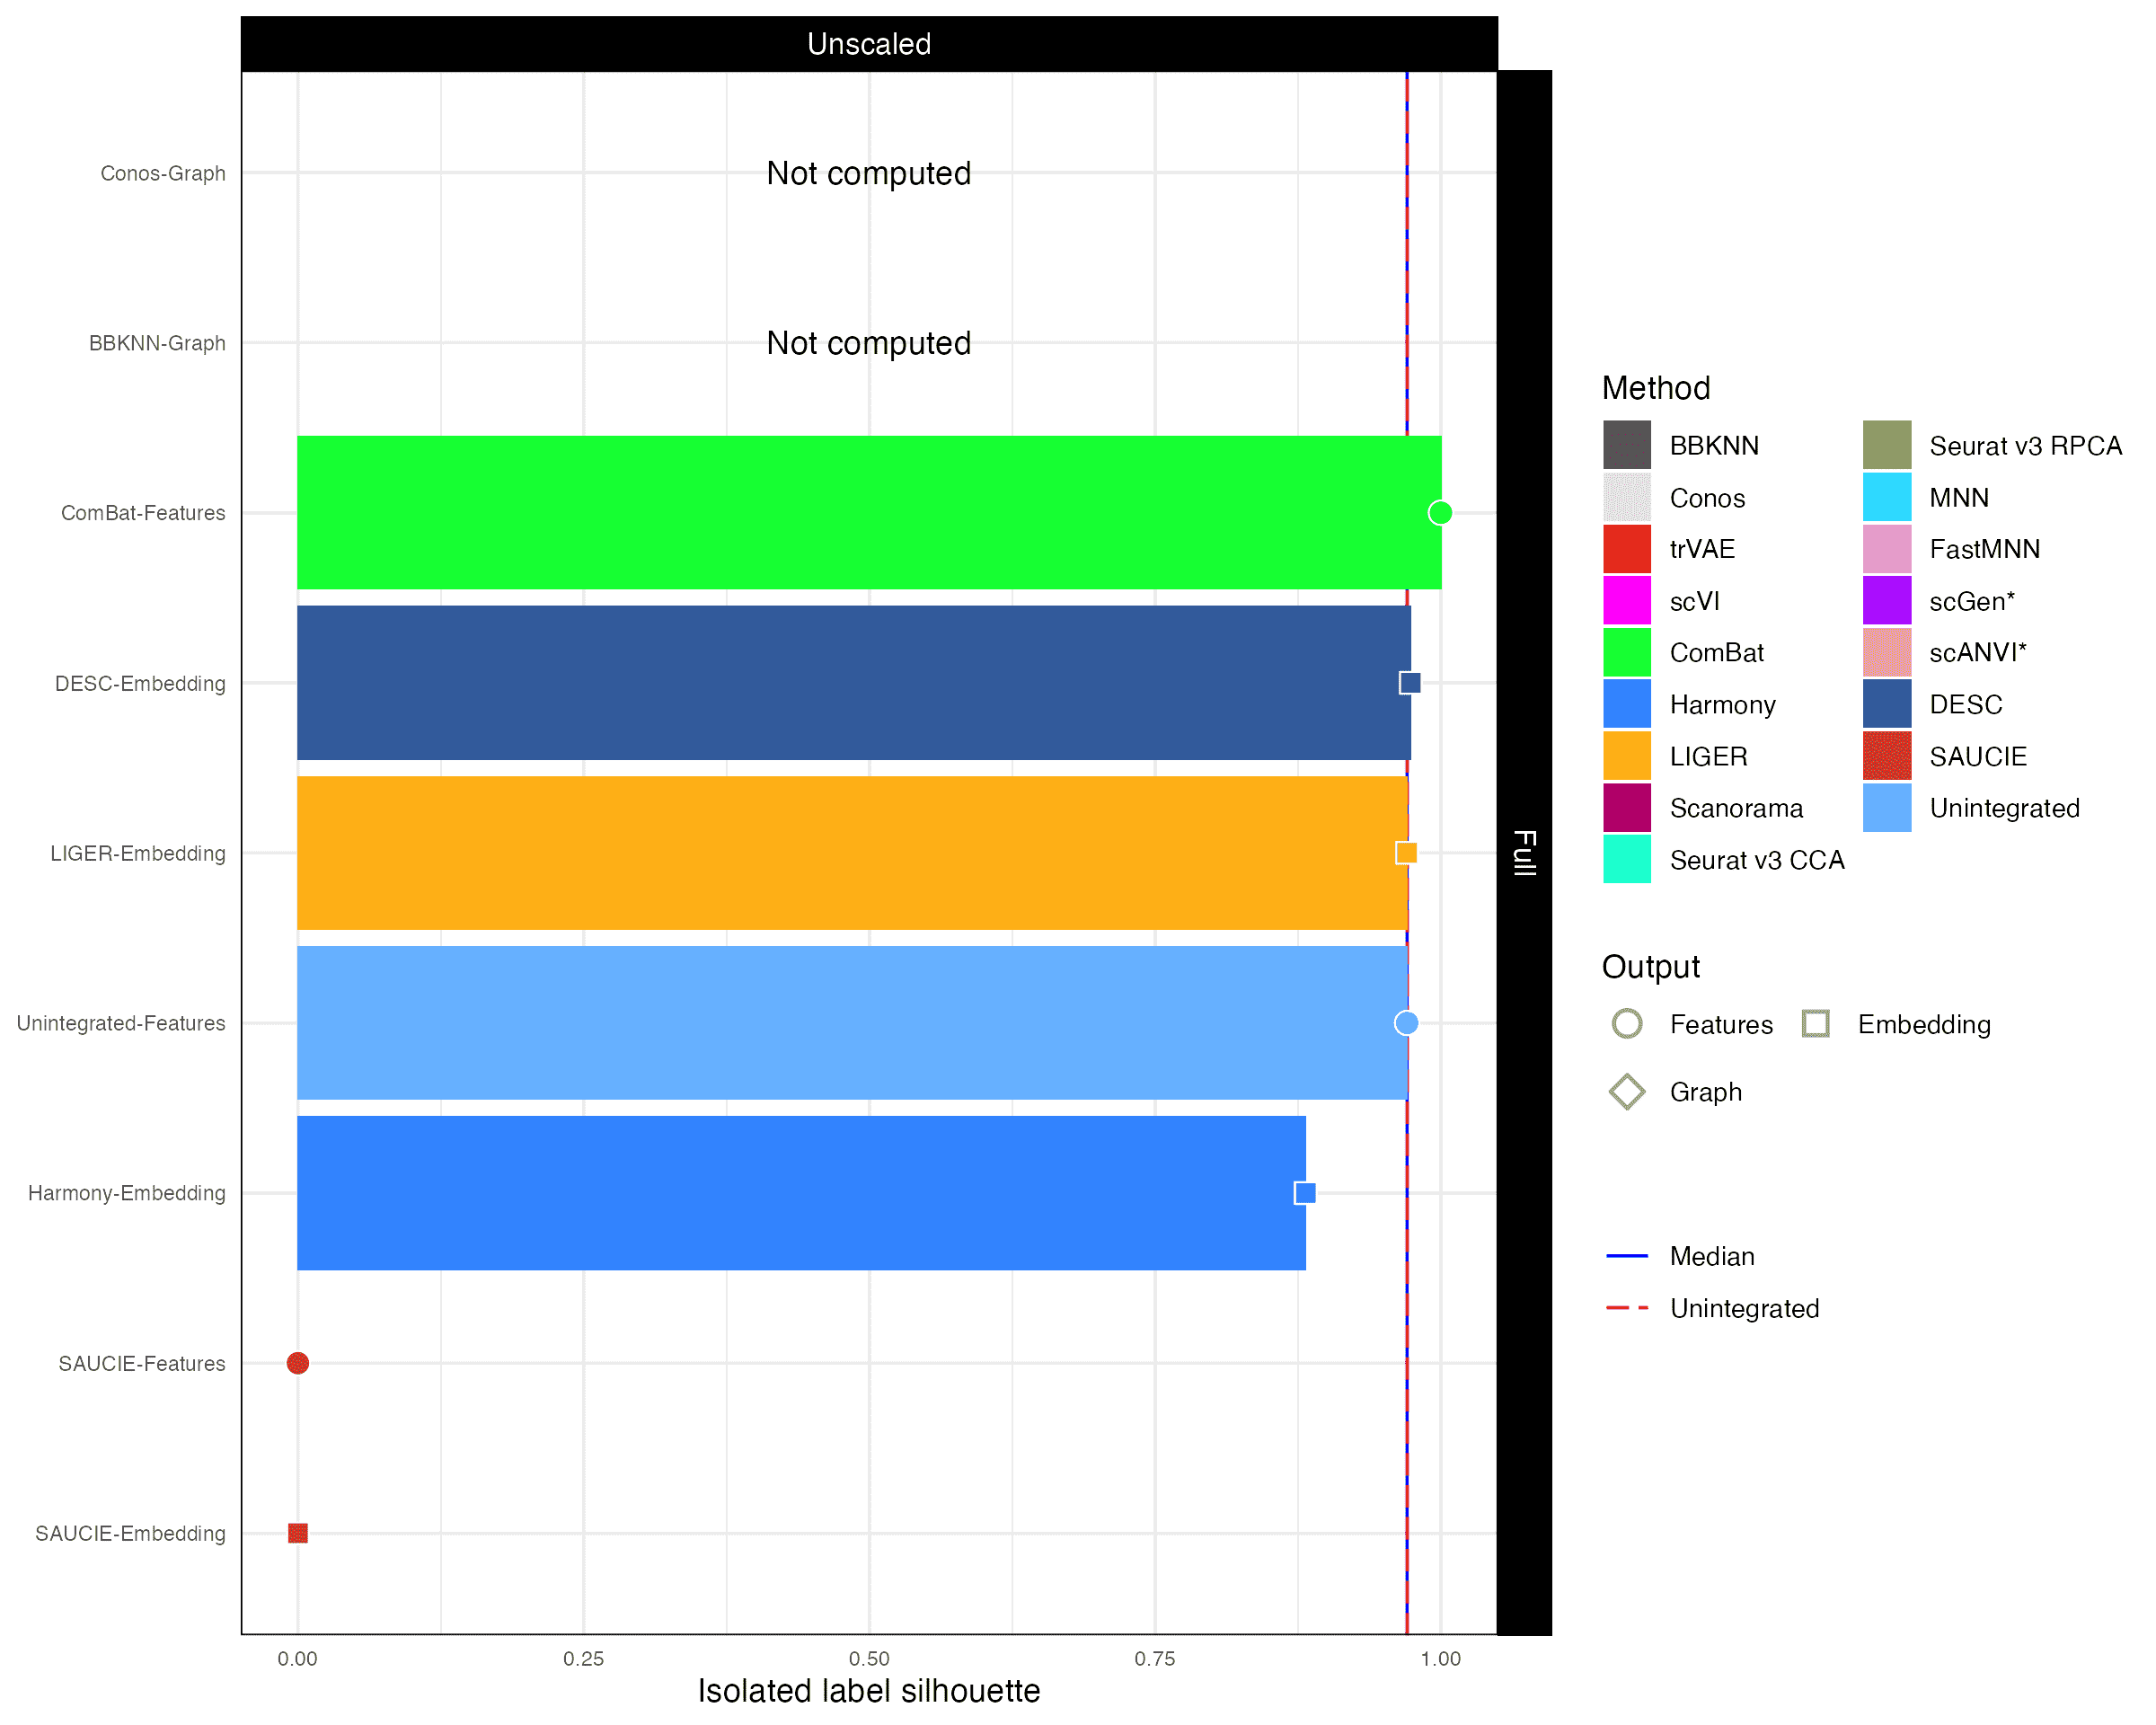 Unscaled
Conos-Graph
Not computed
BBKNN-Graph
Not computed
ComBat-Features
DESC-Embedding
LIGER-Embedding
Unintegrated-Features
Harmony-Embedding
SAUCIE-Features
SAUCIE-Embedding
0.00 0.25 0.50 0.75 1.00
Isolated label silhouette
Full
Method
BBKNN
Conos
trVAE
scVI
ComBat
Harmony
LIGER
Scanorama
Seurat v3 CCA
Seurat v3 RPCA
MNN
FastMNN
scGen*
scANVI*
DESC
SAUCIE
Unintegrated
Output
Features Embedding
Graph
Median
Unintegrated